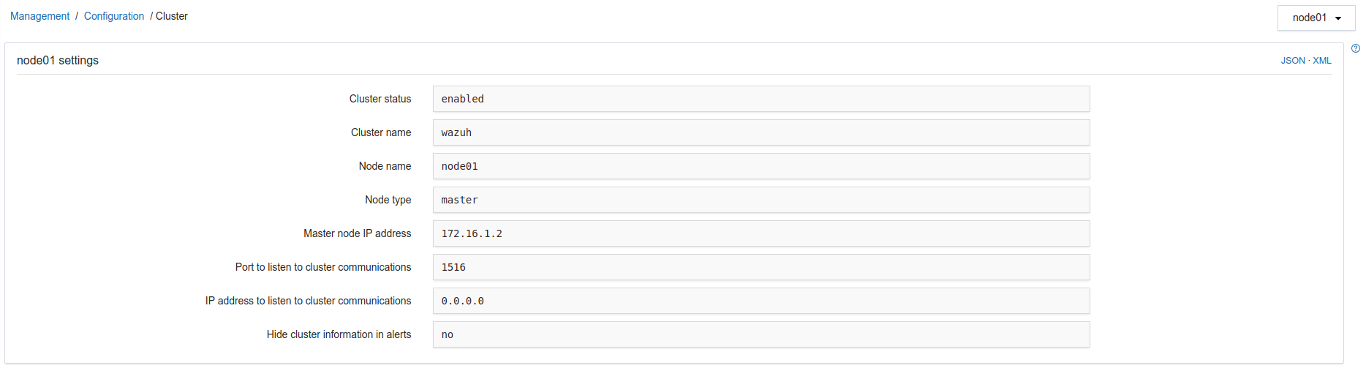 Management / Configuration / Cluster
node01
node01 settings
JSON · XML
Cluster status enabled
Cluster name wazuh
Node name node01
Node type master
Master node IP address 172.16.1.2
Port to listen to cluster communications 1516
IP address to listen to cluster communications 0.0.0.0
Hide cluster information in alerts no